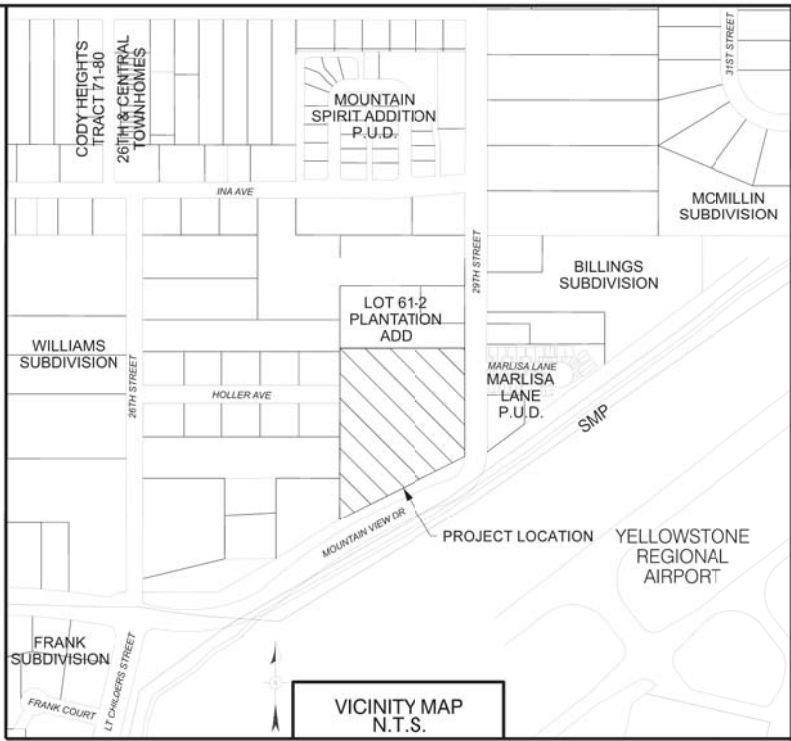 CODY HEIGHTS
TRACT 71-80
26TH & CENTRAL
TOWNHOMES
MOUNTAIN
SPIRIT ADDITION
P.U.D.
31ST STREET
INA AVE
MCMILLIN
SUBDIVISION
29TH STREET
BILLINGS
SUBDIVISION
LOT 61-2
PLANTATION
ADD
WILLIAMS
SUBDIVISION
26TH STREET
HOLLER AVE
MARLISA LANE
MARLISA
LANE
P.U.D.
SMP
MOUNTAIN VIEW DR
PROJECT LOCATION
YELLOWSTONE
REGIONAL
AIRPORT
FRANK
SUBDIVISION
FRANK COURT
LT CHILDERS STREET
N
VICINITY MAP
N.T.S.